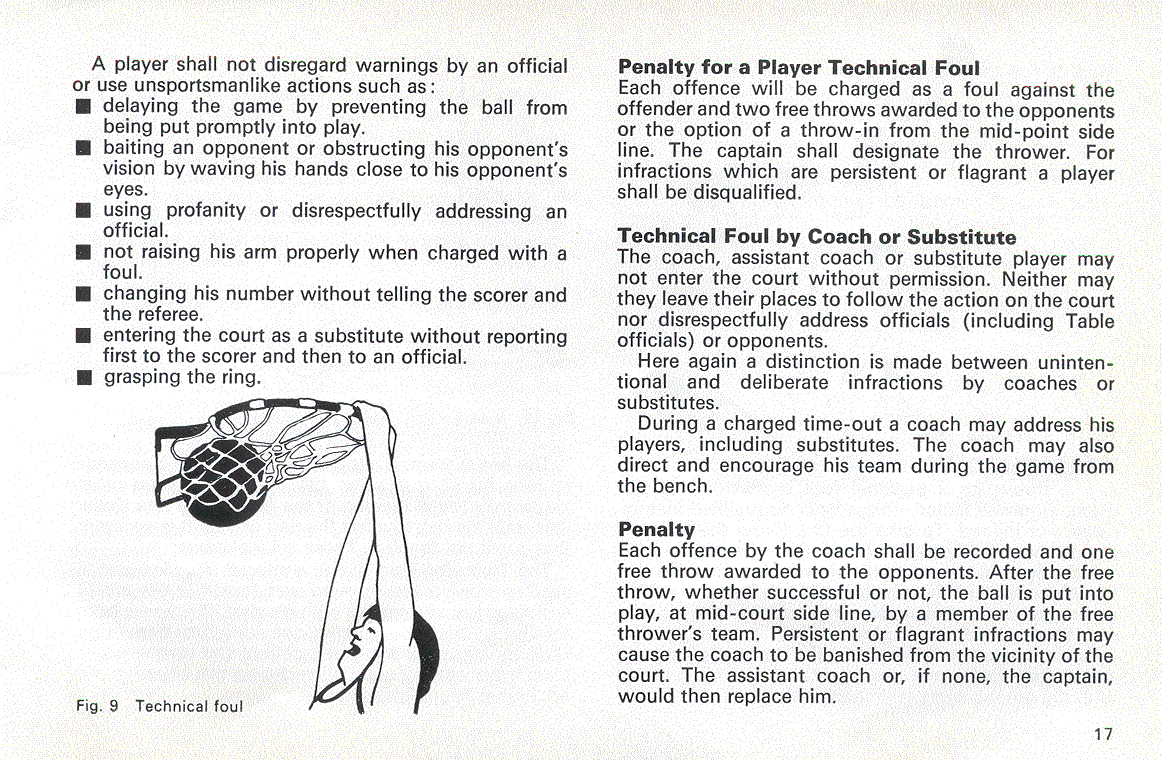 A player shall not disregard warnings by an official
or use unsportsmanlike actions such as:
■ delaying the game by preventing the ball from
being put promptly into play.
■ baiting an opponent or obstructing his opponent's
vision by waving his hands close to his opponent's
eyes.
■ using profanity or disrespectfully addressing an
official.
■ not raising his arm properly when charged with a
foul.
■ changing his number without telling the scorer and
the referee.
■ entering the court as a substitute without reporting
first to the scorer and then to an official.
■ grasping the ring.
Fig. 9 Technical foul
Penalty for a Player Technical Foul
Each offence will be charged as a foul against the
offender and two free throws awarded to the opponents
or the option of a throw-in from the mid-point side
line. The captain shall designate the thrower. For
infractions which are persistent or flagrant a player
shall be disqualified.
Technical Foul by Coach or Substitute
The coach, assistant coach or substitute player may
not enter the court without permission. Neither may
they leave their places to follow the action on the court
nor disrespectfully address officials (including Table
officials) or opponents.
Here again a distinction is made between uninten-
tional and deliberate infractions by coaches or
substitutes.
During a charged time-out a coach may address his
players, including substitutes. The coach may also
direct and encourage his team during the game from
the bench.
Penalty
Each offence by the coach shall be recorded and one
free throw awarded to the opponents. After the free
throw, whether successful or not, the ball is put into
play, at mid-court side line, by a member of the free
thrower's team. Persistent or flagrant infractions may
cause the coach to be banished from the vicinity of the
court. The assistant coach or, if none, the captain,
would then replace him.
17